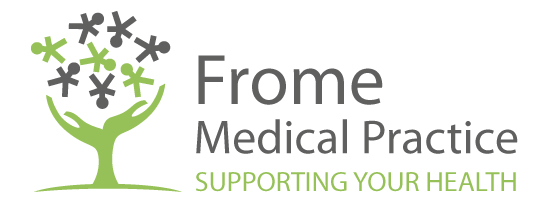 Frome
Medical Practice
SUPPORTING YOUR HEALTH